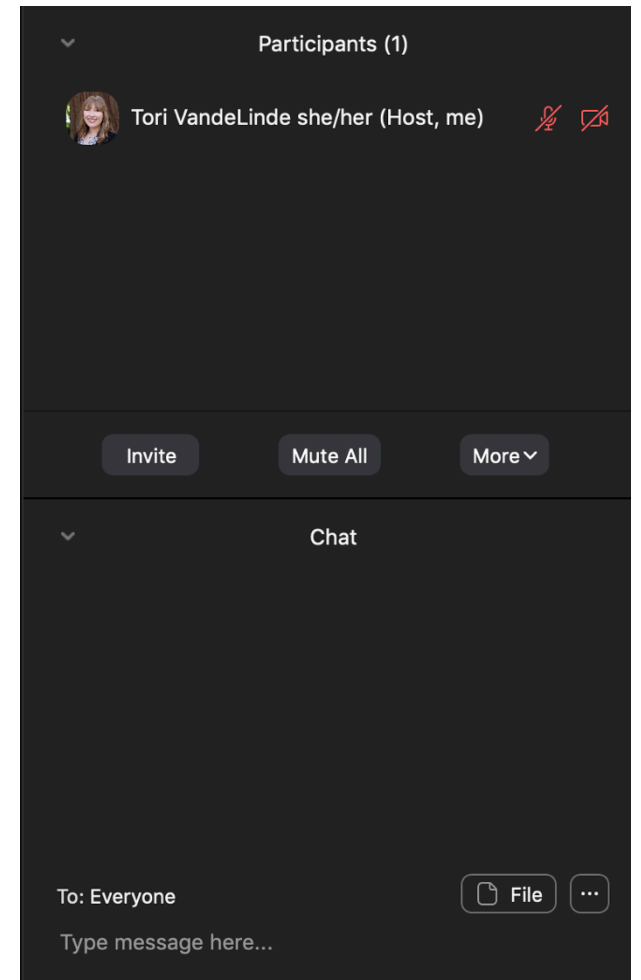 Participants (1)
Tori VandeLinde she/her (Host, me)
Invite Mute All More
Chat
To: Everyone File ...
Type message here...